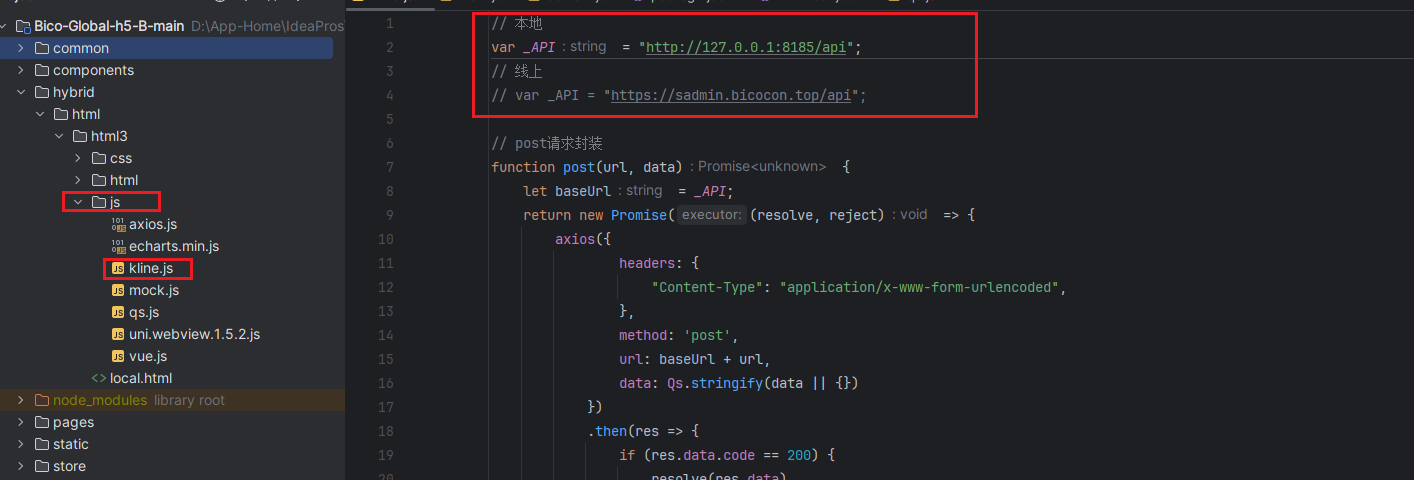 Bico-Global-h5-B-main D:\App-Home\IdeaPros
common
components
hybrid
html
html3
css
html
js
axios.js
echarts.min.js
kline.js
mock.js
qs.js
uni.webview.1.5.2.js
vue.js
local.html
node_modules library root
pages
static
store
1 // 本地
2 var _API : string = "http://127.0.0.1:8185/api";
3 // 线上
4 // var _API = "https://sadmin.bicocon.top/api";
5
6 // post请求封装
7 function post(url, data) : Promise<unknown> {
8 let baseUrl : string = _API;
9 return new Promise( executor: (resolve, reject) : void => {
10 axios({
11 headers: {
12 "Content-Type": "application/x-www-form-urlencoded",
13 },
14 method: 'post',
15 url: baseUrl + url,
16 data: Qs.stringify(data || {})
17 })
18 .then(res => {
19 if (res.data.code == 200) {
20 resolve(res.data)